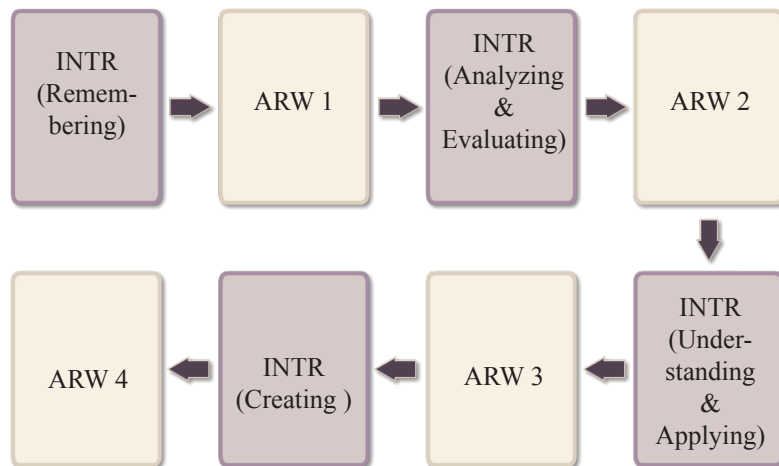 INTR
(Remem-
bering)
ARW 1
INTR
(Analyzing
&
Evaluating)
ARW 2
INTR
(Under-
standing
&
Applying)
ARW 3
INTR
(Creating )
ARW 4